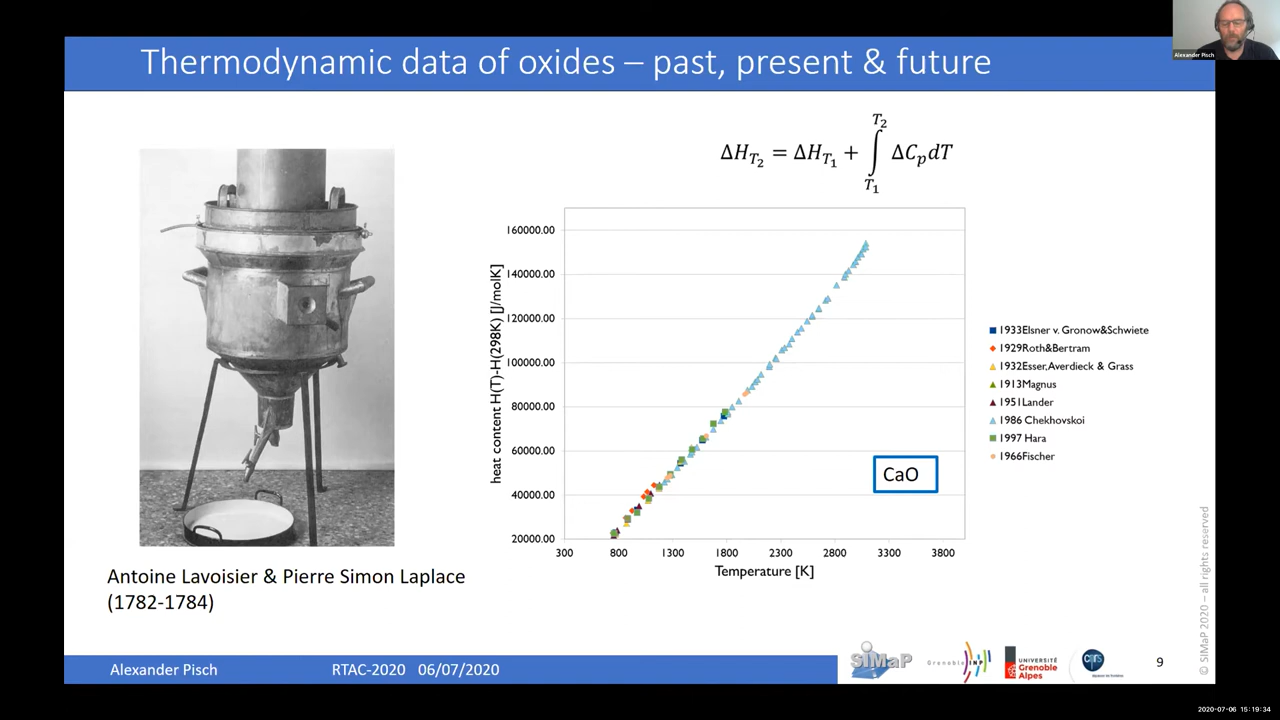 Alexander Pisch
Thermodynamic data of oxides – past, present & future
ΔH_T₂ = ΔH_T₁ + ∫_T₁^T₂ ΔC_p dT
heat content H(T)-H(298K) [J/molK]
160000.00
140000.00
120000.00
100000.00
80000.00
60000.00
40000.00
20000.00
300 800 1300 1800 2300 2800 3300 3800
Temperature [K]
CaO
1933Elsner v. Gronow&Schwiete
1929Roth&Bertram
1932Esser,Averdieck & Grass
1913Magnus
1951Lander
1986 Chekhovskoi
1997 Hara
1966Fischer
Antoine Lavoisier & Pierre Simon Laplace
(1782-1784)
© SIMaP 2020 – all rights reserved
Alexander Pisch RTAC-2020 06/07/2020
SIMaP
Grenoble INP
UNIVERSITÉ
Grenoble
Alpes
cnrs
9
2020-07-06 15:19:34